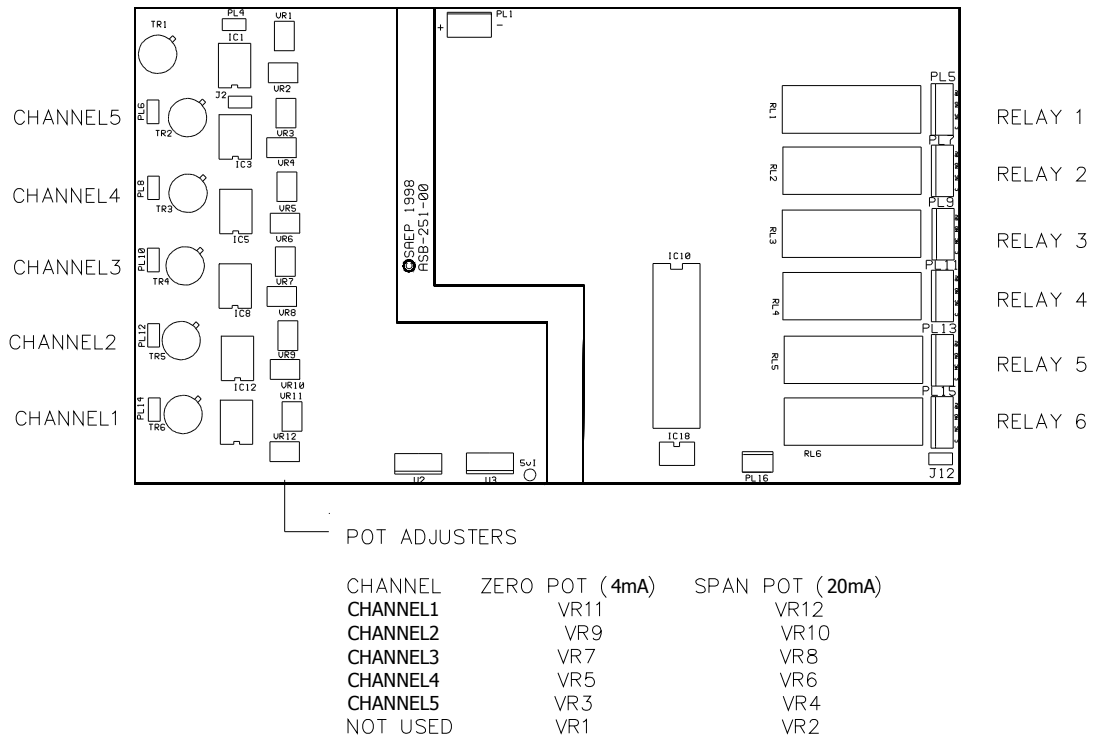 PL4 VR1
TR1
IC1
PL1
+ -
VR2
J2
PL5
CHANNEL5 PL6 TR2 VR3 RL1 RELAY 1
IC3 VR4
PL7
CHANNEL4 PL8 TR3 VR5 RL2 RELAY 2
IC5 VR6
PL9
SAEP 1998
ASB-251-00
CHANNEL3 PL10 TR4 VR7 IC10 RL3 RELAY 3
PL11
IC8 VR8
RL4 RELAY 4
PL13
CHANNEL2 PL12 TR5 VR9 RL5 RELAY 5
IC12 VR10
PL15
CHANNEL1 PL14 TR6 VR11 RELAY 6
VR12 IC18 RL6
U2 U3 5v1 PL16 J12
POT ADJUSTERS
CHANNEL ZERO POT (4mA) SPAN POT (20mA)
CHANNEL1 VR11 VR12
CHANNEL2 VR9 VR10
CHANNEL3 VR7 VR8
CHANNEL4 VR5 VR6
CHANNEL5 VR3 VR4
NOT USED VR1 VR2